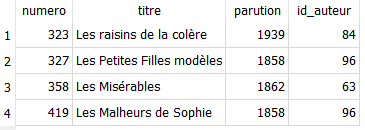 numero titre parution id_auteur
1 323 Les raisins de la colère 1939 84
2 327 Les Petites Filles modèles 1858 96
3 358 Les Misérables 1862 63
4 419 Les Malheurs de Sophie 1858 96